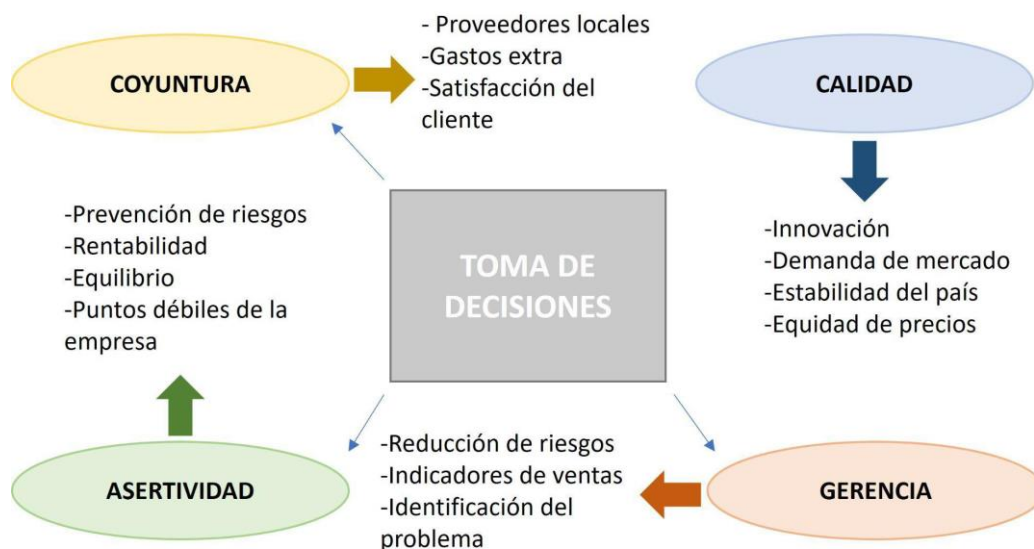 COYUNTURA
- Proveedores locales
-Gastos extra
-Satisfacción del
cliente
CALIDAD
-Innovación
-Demanda de mercado
-Estabilidad del país
-Equidad de precios
TOMA DE
DECISIONES
-Prevención de riesgos
-Rentabilidad
-Equilibrio
-Puntos débiles de la
empresa
ASERTIVIDAD
-Reducción de riesgos
-Indicadores de ventas
-Identificación del
problema
GERENCIA